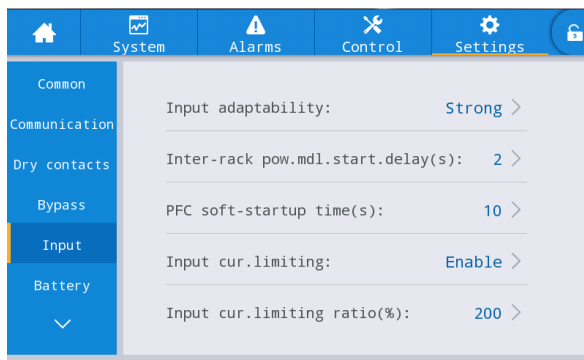 System
Alarms
Control
Settings
Common
Communication
Dry contacts
Bypass
Input
Battery
Input adaptability: Strong
Inter-rack pow.mdl.start.delay(s): 2
PFC soft-startup time(s): 10
Input cur.limiting: Enable
Input cur.limiting ratio(%): 200